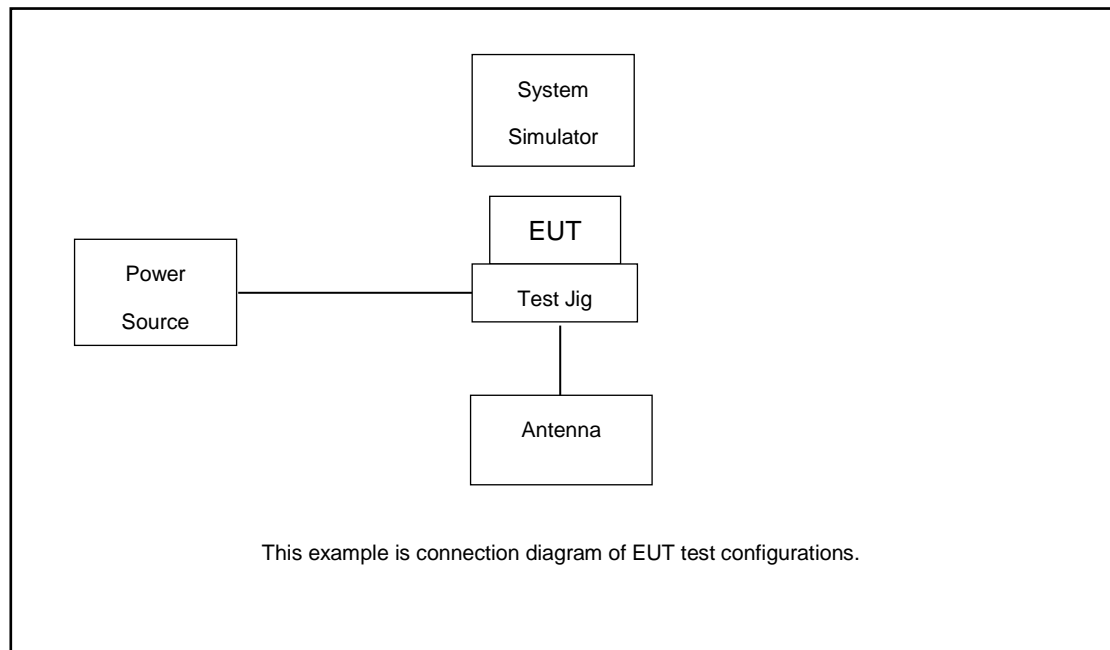 System
Simulator
EUT
Power
Source
Test Jig
Antenna
This example is connection diagram of EUT test configurations.